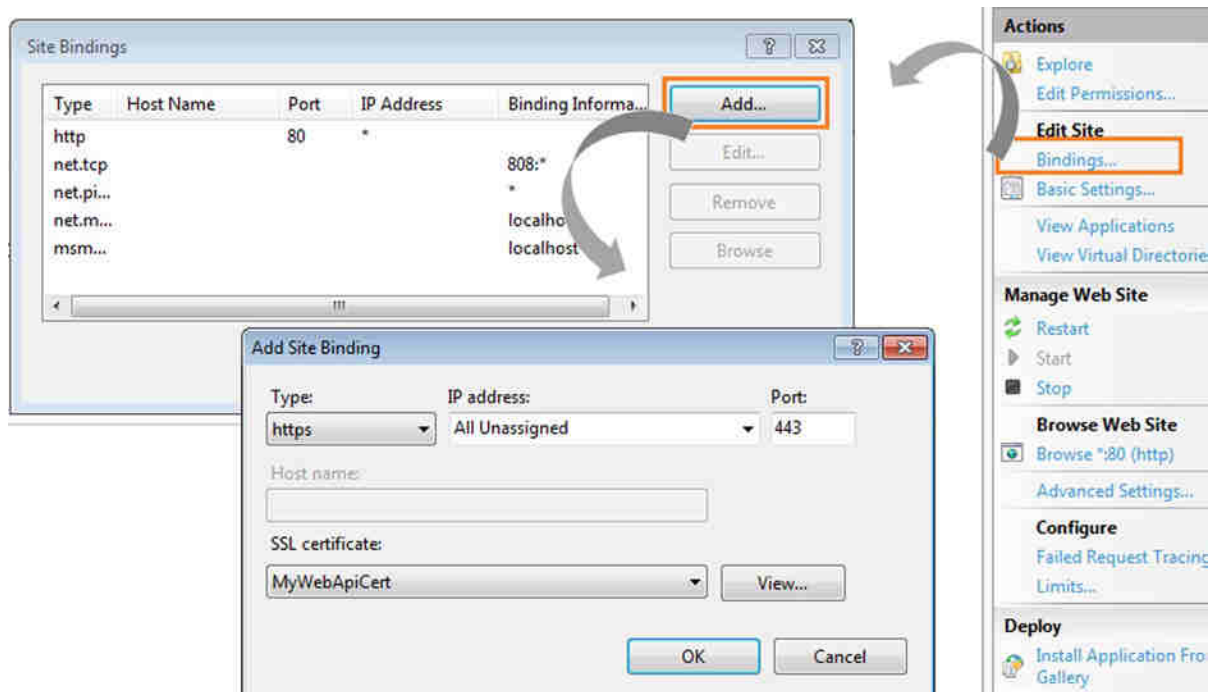 Site Bindings
Type Host Name Port IP Address Binding Informa...
http 80 *
net.tcp 808:*
net.pi... *
net.m... localho
msm... localhost
Add...
Edit...
Remove
Browse
Add Site Binding
Type: IP address: Port:
https All Unassigned 443
Host name:
SSL certificate:
MyWebApiCert View...
OK Cancel
Actions
Explore
Edit Permissions...
Edit Site
Bindings...
Basic Settings...
View Applications
View Virtual Directorie
Manage Web Site
Restart
Start
Stop
Browse Web Site
Browse *:80 (http)
Advanced Settings...
Configure
Failed Request Tracing
Limits...
Deploy
Install Application Fro
Gallery